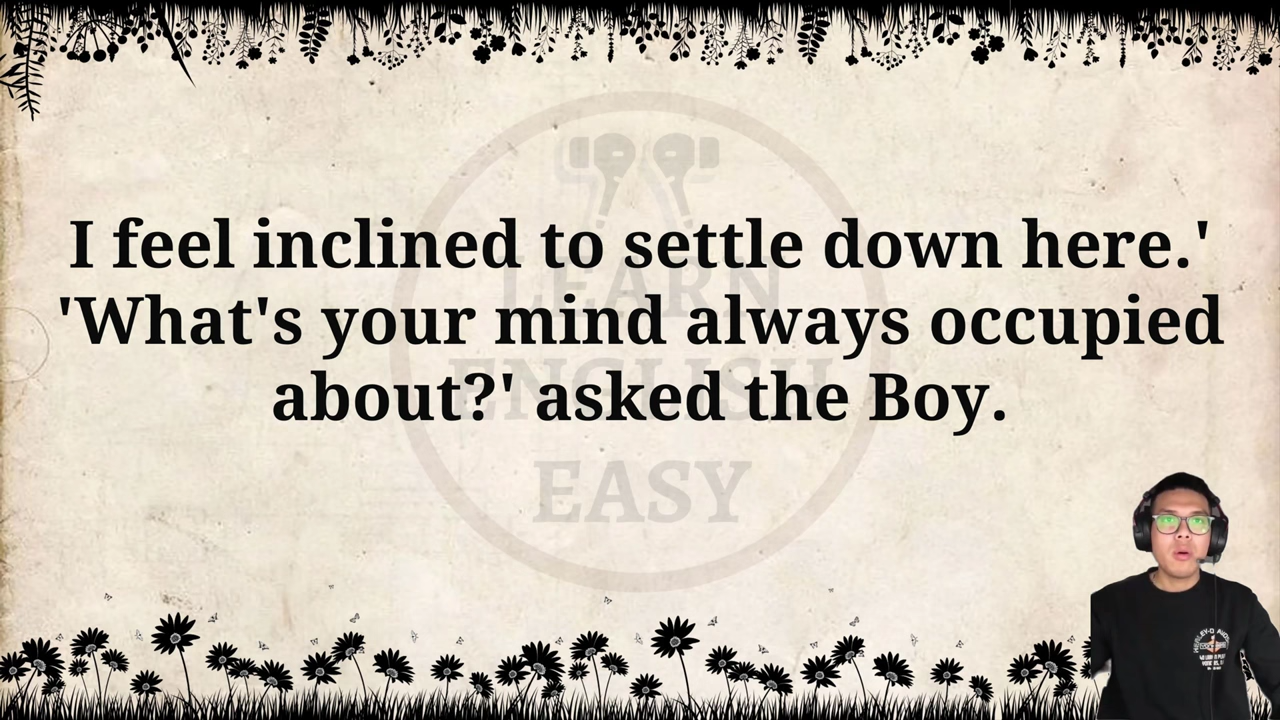 I feel inclined to settle down here.'
'What's your mind always occupied
about?' asked the Boy.
LEARN
ENGLISH
EASY